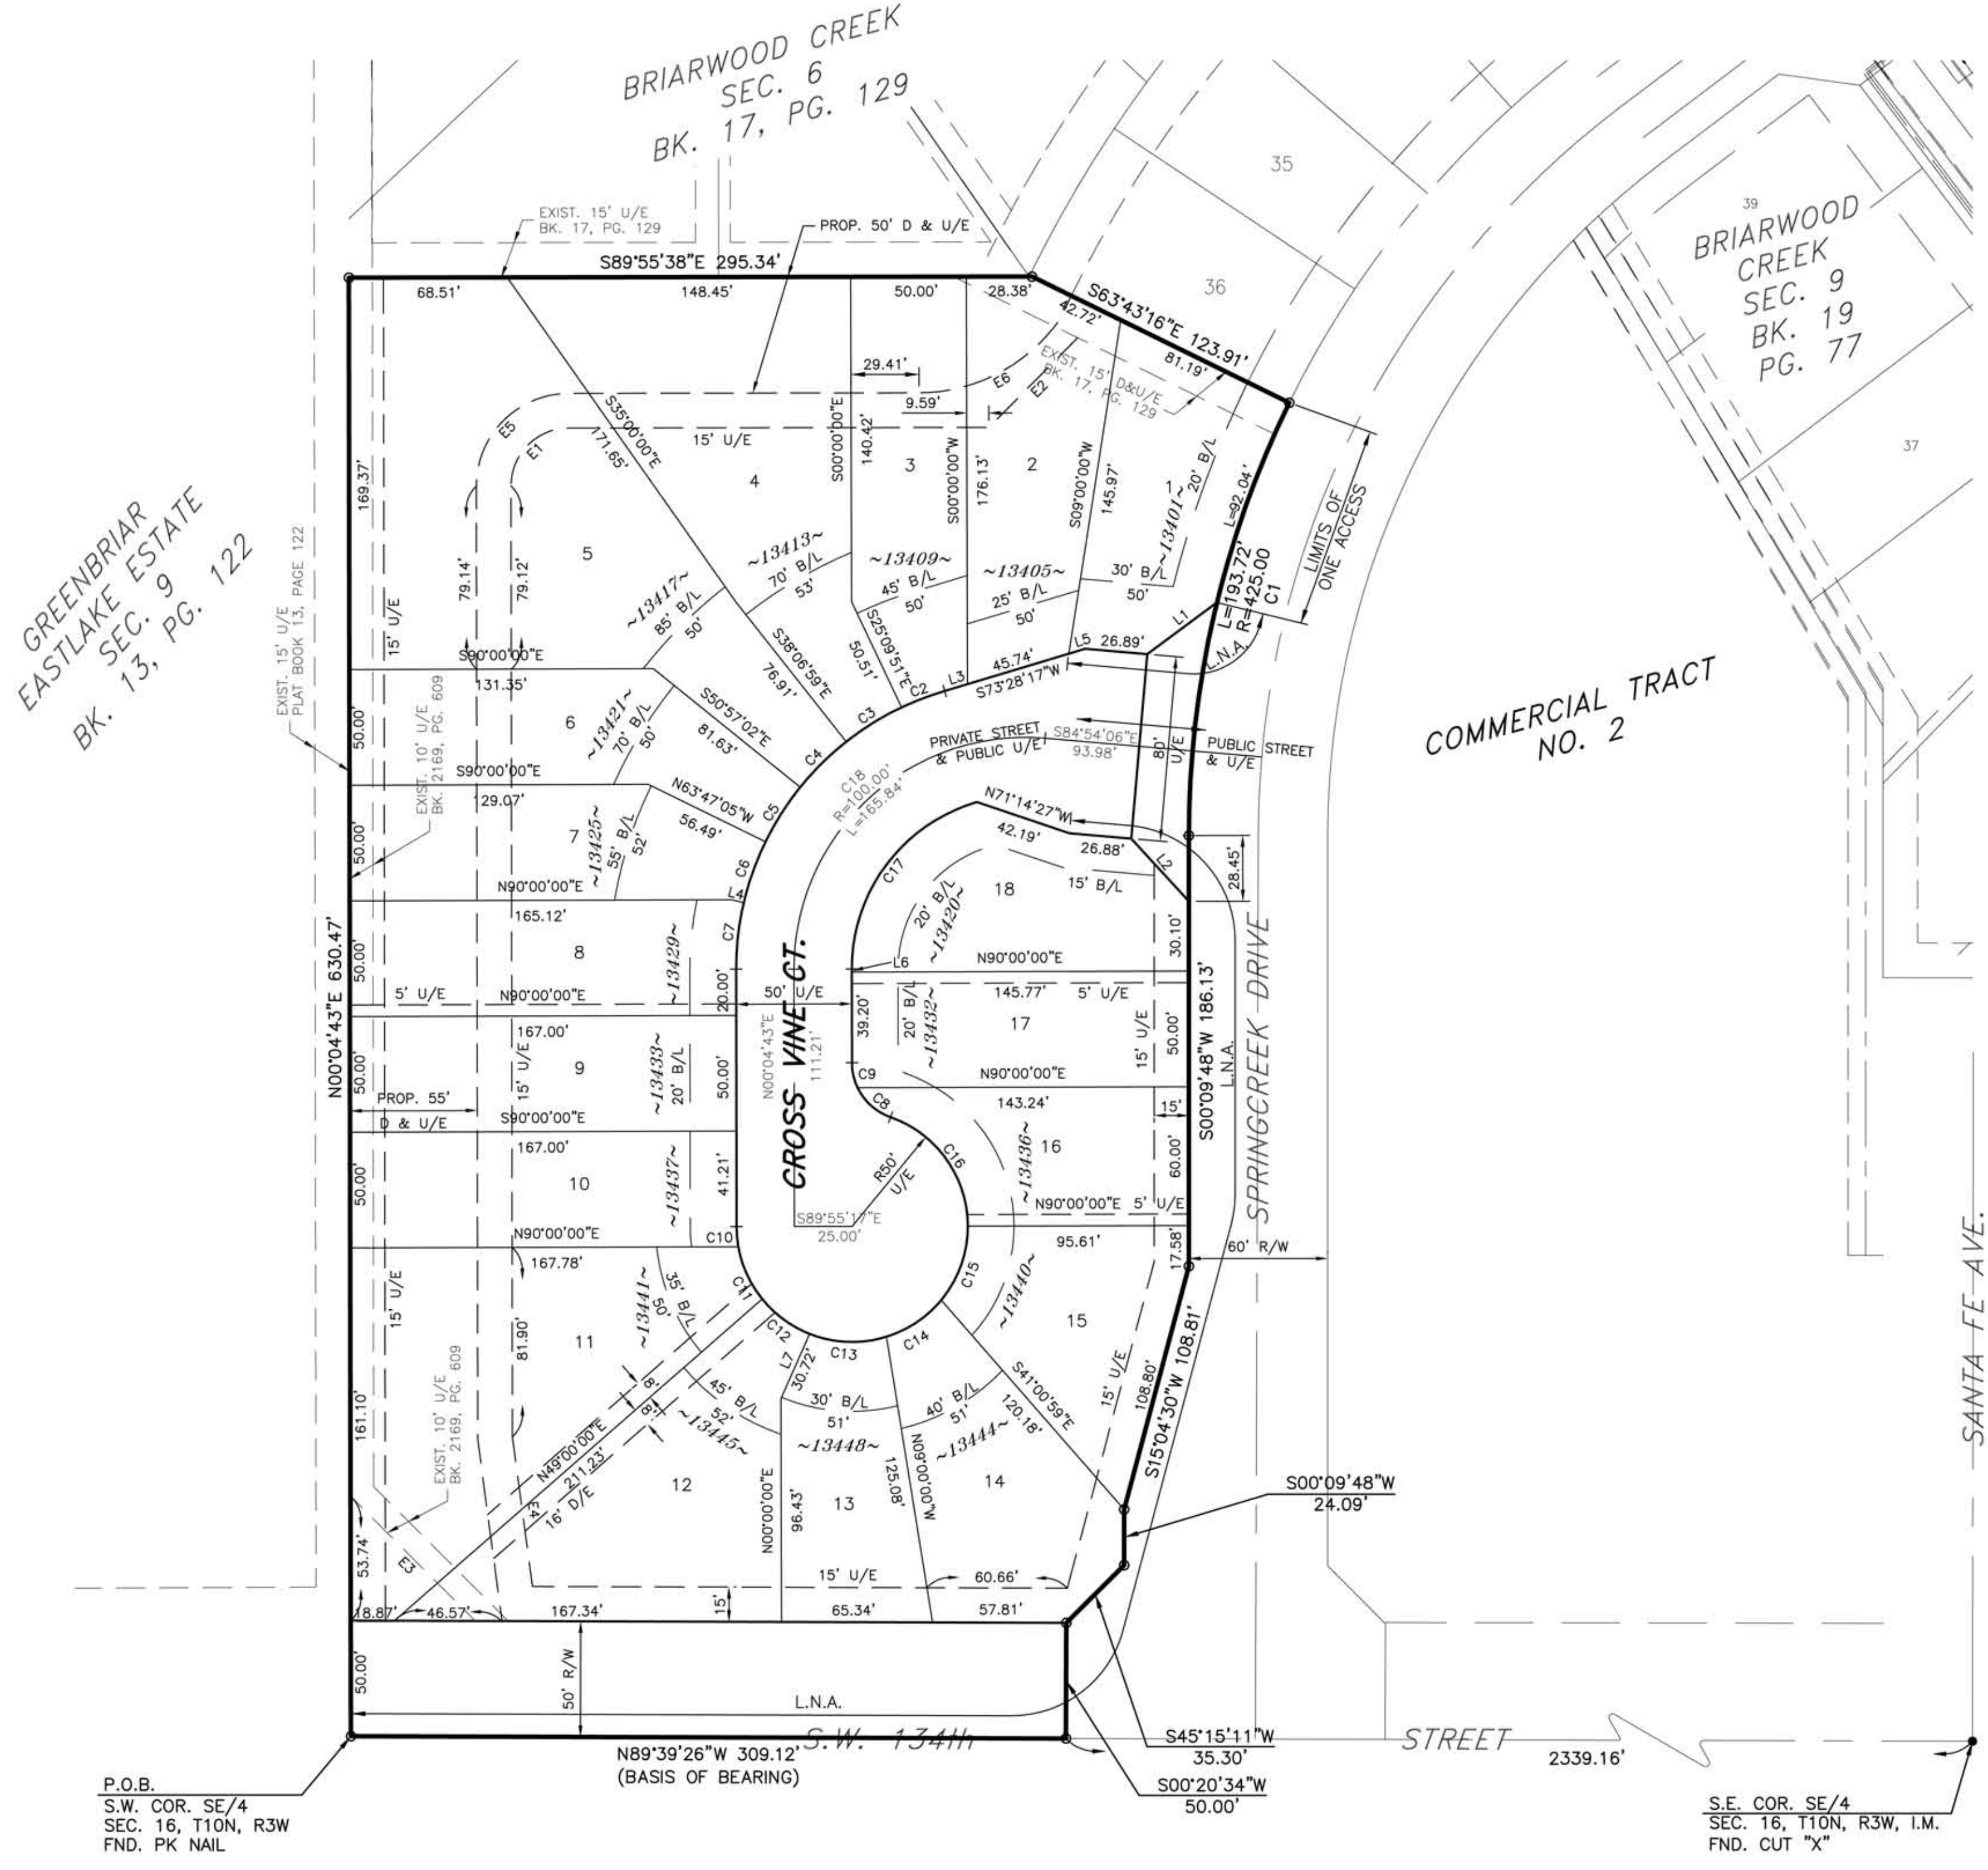 BRIARWOOD CREEK
SEC. 6
BK. 17, PG. 129
35
36
39
BRIARWOOD
CREEK
SEC. 9
BK. 19
PG. 77
37
EXIST. 15' U/E
BK. 17, PG. 129
PROP. 50' D & U/E
S89°55'38"E 295.34'
68.51'
148.45'
50.00'
28.38'
S63°43'16"E 123.91'
42.72'
81.19'
EXIST. 15' D&U/E
BK. 17, PG. 129
29.41'
9.59'
E6
E2
E5
E1
15' U/E
S35°00'00"E
171.65'
S00°00'00"E
140.42'
S00°00'00"W
176.13'
S09°00'00"W
145.97'
4
3
2
1
20' B/L
~13401~
L=92.04'
LIMITS OF
ONE ACCESS
L=193.72'
R=425.00
C1
L.N.A.
169.37'
79.14'
79.12'
15' U/E
5
~13413~
70' B/L
53'
~13409~
45' B/L
50'
~13405~
25' B/L
50'
30' B/L
50'
~13417~
85' B/L
50'
S38°06'59"E
76.91'
S25°09'51"E
50.51'
C2
L3
45.74'
S73°28'17"W
L5
26.89'
L1
GREENBRIAR
EASTLAKE ESTATE
SEC. 9
BK. 13, PG. 122
EXIST. 15' U/E
PLAT BOOK 13, PAGE 122
S90°00'00"E
131.35'
50.00'
6
~13421~
70' B/L
50'
S50°57'02"E
81.63'
C3
C4
EXIST. 10' U/E
BK. 2169, PG. 609
S90°00'00"E
129.07'
PRIVATE STREET
& PUBLIC U/E
S84°54'06"E
93.98'
80'
U/E
PUBLIC STREET
& U/E
COMMERCIAL TRACT
NO. 2
C18
R=100.00'
L=165.84'
N63°47'05"W
56.49'
C5
50.00'
7
~13425~
55' B/L
52'
C6
N71°14'27"W
42.19'
26.88'
L2
28.45'
C17
18
15' B/L
20' B/L
~13420~
N90°00'00"E
165.12'
L4
C7
N00°04'43"E 630.47'
50.00'
8
~13429~
20.00'
L6
N90°00'00"E
145.77'
5' U/E
30.10'
5' U/E
N90°00'00"E
167.00'
50' U/E
39.20'
20' B/L
~13432~
17
15' U/E
50.00'
S00°09'48"W 186.13'
L.N.A.
SPRINGCREEK DRIVE
CROSS VINE CT.
N00°04'43"E
111.21'
50.00'
15' U/E
9
~13433~
20' B/L
50.00'
C9
N90°00'00"E
143.24'
C8
15'
PROP. 55'
D & U/E
S90°00'00"E
167.00'
16
~13436~
C16
60.00'
R50'
U/E
50.00'
10
~13437~
41.21'
S89°55'17"E
25.00'
N90°00'00"E
5' U/E
95.61'
17.58'
60' R/W
N90°00'00"E
167.78'
C10
15' U/E
C11
35' B/L
50'
~13441~
11
81.90'
C12
L7
30.72'
C13
C14
C15
~13440~
15
S41°00'59"E
120.18'
15' U/E
108.80'
S15°04'30"W 108.81'
161.10'
EXIST. 10' U/E
BK. 2169, PG. 609
8'
8'
N49°00'00"E
211.23'
16' D/E
45' B/L
52'
~13445~
30' B/L
51'
~13448~
40' B/L
51'
~13444~
12
N00°00'00"E
96.43'
13
125.08'
N09°00'00"W
14
S00°09'48"W
24.09'
E4
53.74'
E3
15' U/E
60.66'
18.87'
46.57'
167.34'
15'
65.34'
57.81'
50.00'
50' R/W
L.N.A.
S.W. 134th
STREET
SANTA FE AVE.
N89°39'26"W 309.12'
(BASIS OF BEARING)
S45°15'11"W
35.30'
S00°20'34"W
50.00'
2339.16'
P.O.B.
S.W. COR. SE/4
SEC. 16, T10N, R3W
FND. PK NAIL
S.E. COR. SE/4
SEC. 16, T10N, R3W, I.M.
FND. CUT "X"